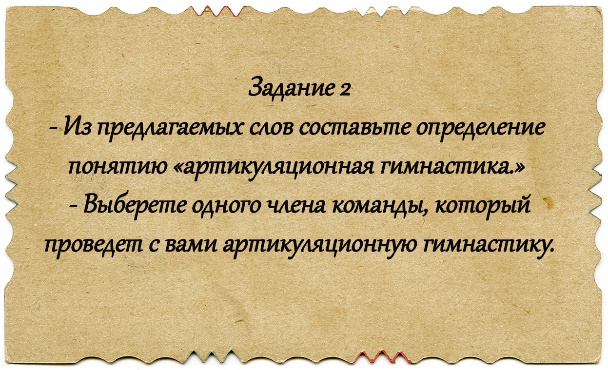 Задание 2
- Из предлагаемых слов составьте определение
понятию «артикуляционная гимнастика.»
- Выберете одного члена команды, который
проведет с вами артикуляционную гимнастику.